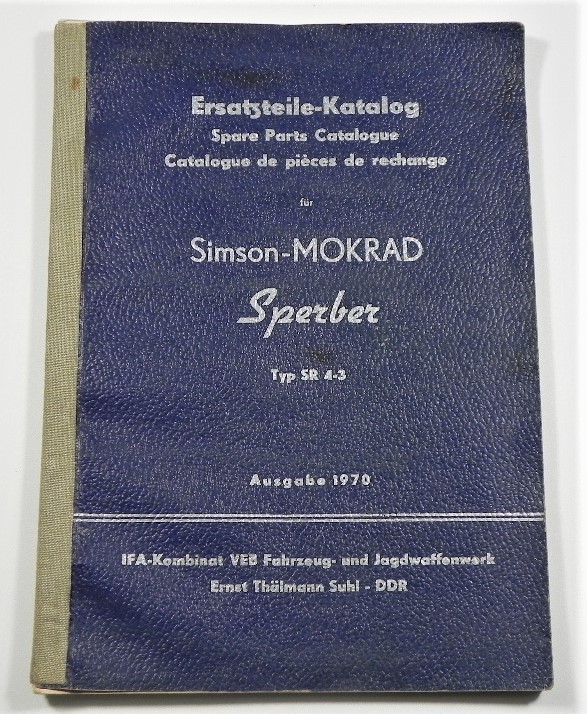 Ersatzteile-Katalog
Spare Parts Catalogue
Catalogue de pièces de rechange
für
Simson-MOKRAD
Sperber
Typ SR 4-3
Ausgabe 1970
IFA-Kombinat VEB Fahrzeug- und Jagdwaffenwerk
Ernst Thälmann Suhl - DDR